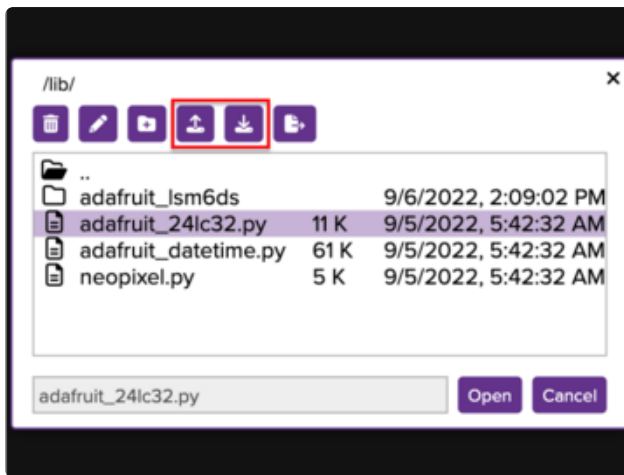 /lib/
..
adafruit_lsm6ds 9/6/2022, 2:09:02 PM
adafruit_24lc32.py 11 K 9/5/2022, 5:42:32 AM
adafruit_datetime.py 61 K 9/5/2022, 5:42:32 AM
neopixel.py 5 K 9/5/2022, 5:42:32 AM
adafruit_24lc32.py Open Cancel